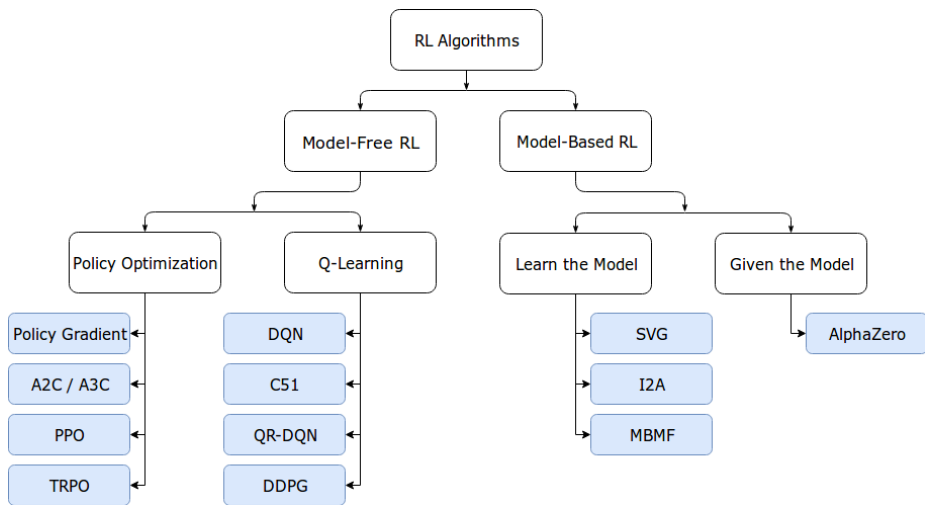 RL Algorithms
Model-Free RL
Model-Based RL
Policy Optimization
Q-Learning
Learn the Model
Given the Model
Policy Gradient
DQN
SVG
AlphaZero
A2C / A3C
C51
I2A
PPO
QR-DQN
MBMF
TRPO
DDPG